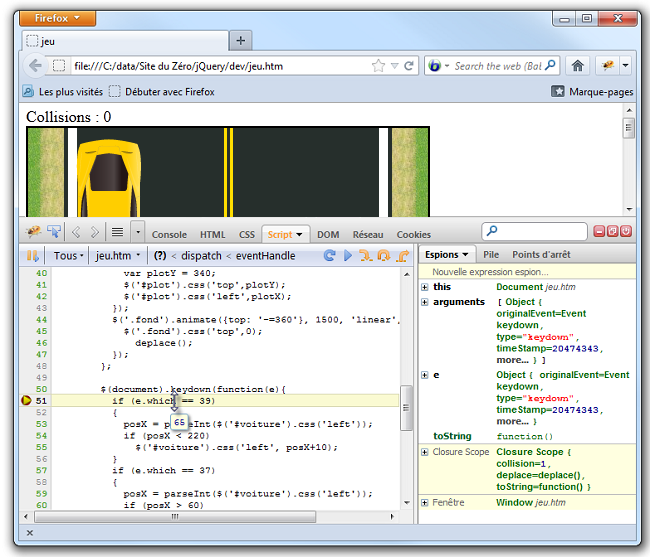 Firefox
jeu
file:///C:/data/Site du Zéro/jQuery/dev/jeu.htm
Search the web (Bal
Les plus visités
Débuter avec Firefox
Marque-pages
Collisions : 0
Console HTML CSS Script DOM Réseau Cookies
Tous jeu.htm (?) < dispatch < eventHandle
Espions Pile Points d'arrêt
40 var plotY = 340;
41 $('#plot').css('top',plotY);
42 $('#plot').css('left',plotX);
43 });
44 $('.fond').animate({top: '-=360'}, 1500, 'linear',
45 $('.fond').css('top',0);
46 deplace();
47 });
48 };
49
50 $(document).keydown(function(e){
51 if (e.which == 39)
52 {
53 posX = parseInt($('#voiture').css('left'));
54 if (posX < 220)
55 $('#voiture').css('left', posX+10);
56 }
57 if (e.which == 37)
58 {
59 posX = parseInt($('#voiture').css('left'));
60 if (posX > 60)
65
Nouvelle expression espion...
this Document jeu.htm
arguments [ Object {
originalEvent=Event
keydown,
type="keydown",
timeStamp=20474343,
more... } ]
e Object { originalEvent=Event
keydown,
type="keydown",
timeStamp=20474343,
more... }
toString function()
Closure Scope Closure Scope {
collision=1,
deplace=deplace(),
toString=function() }
Fenêtre Window jeu.htm